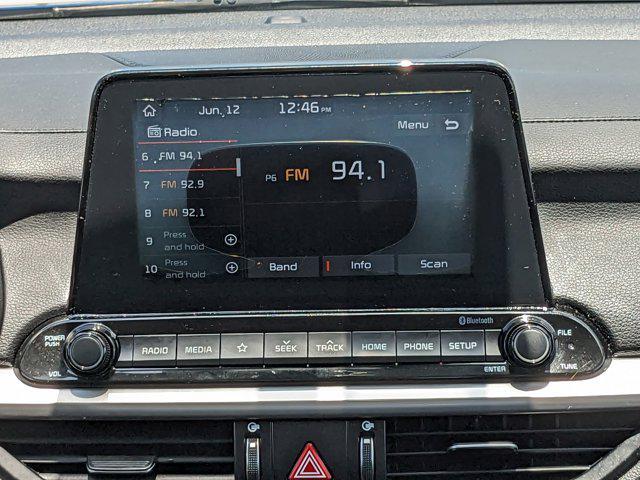 Jun. 12 12:46 PM
Radio Menu
6 FM 94.1
P6 FM 94.1
7 FM 92.9
8 FM 92.1
9 Press and hold
10 Press and hold
Band Info Scan
Bluetooth
POWER PUSH
VOL
RADIO MEDIA SEEK TRACK HOME PHONE SETUP
FILE
TUNE
ENTER